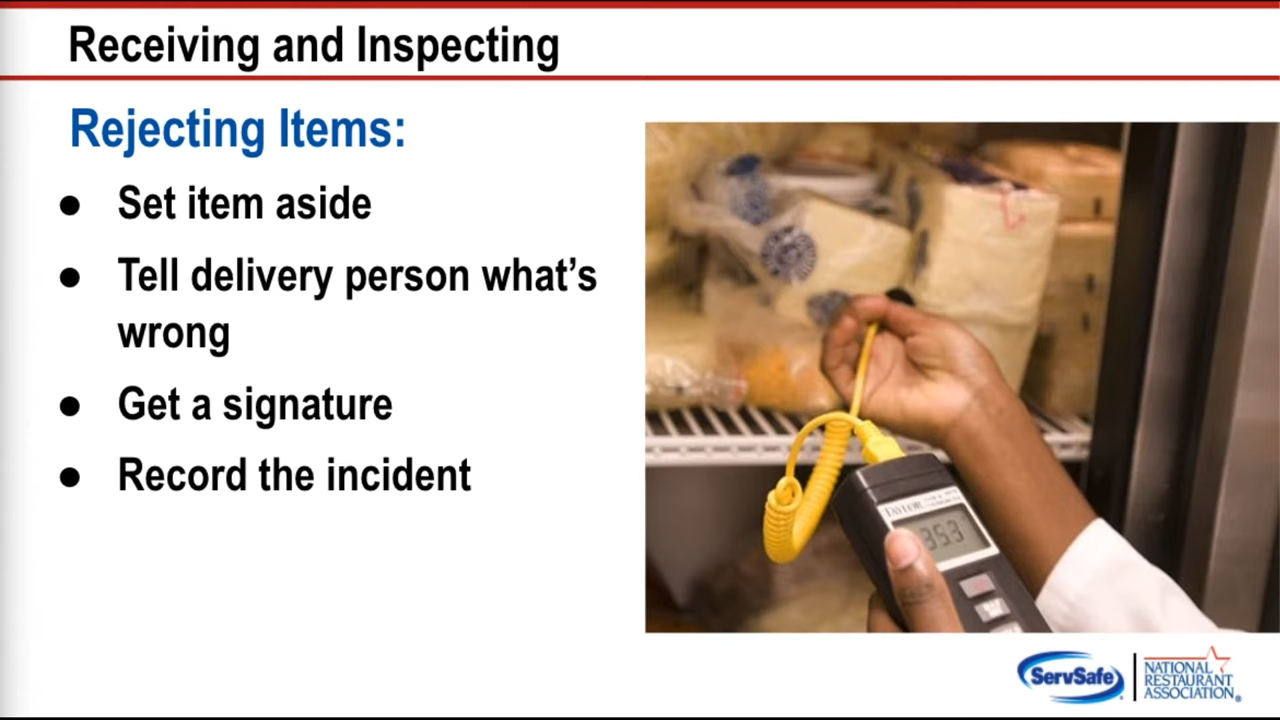 Receiving and Inspecting
Rejecting Items:
● Set item aside
● Tell delivery person what’s
wrong
● Get a signature
● Record the incident
TAYLOR
35.3
ServSafe®
NATIONAL
RESTAURANT
ASSOCIATION®